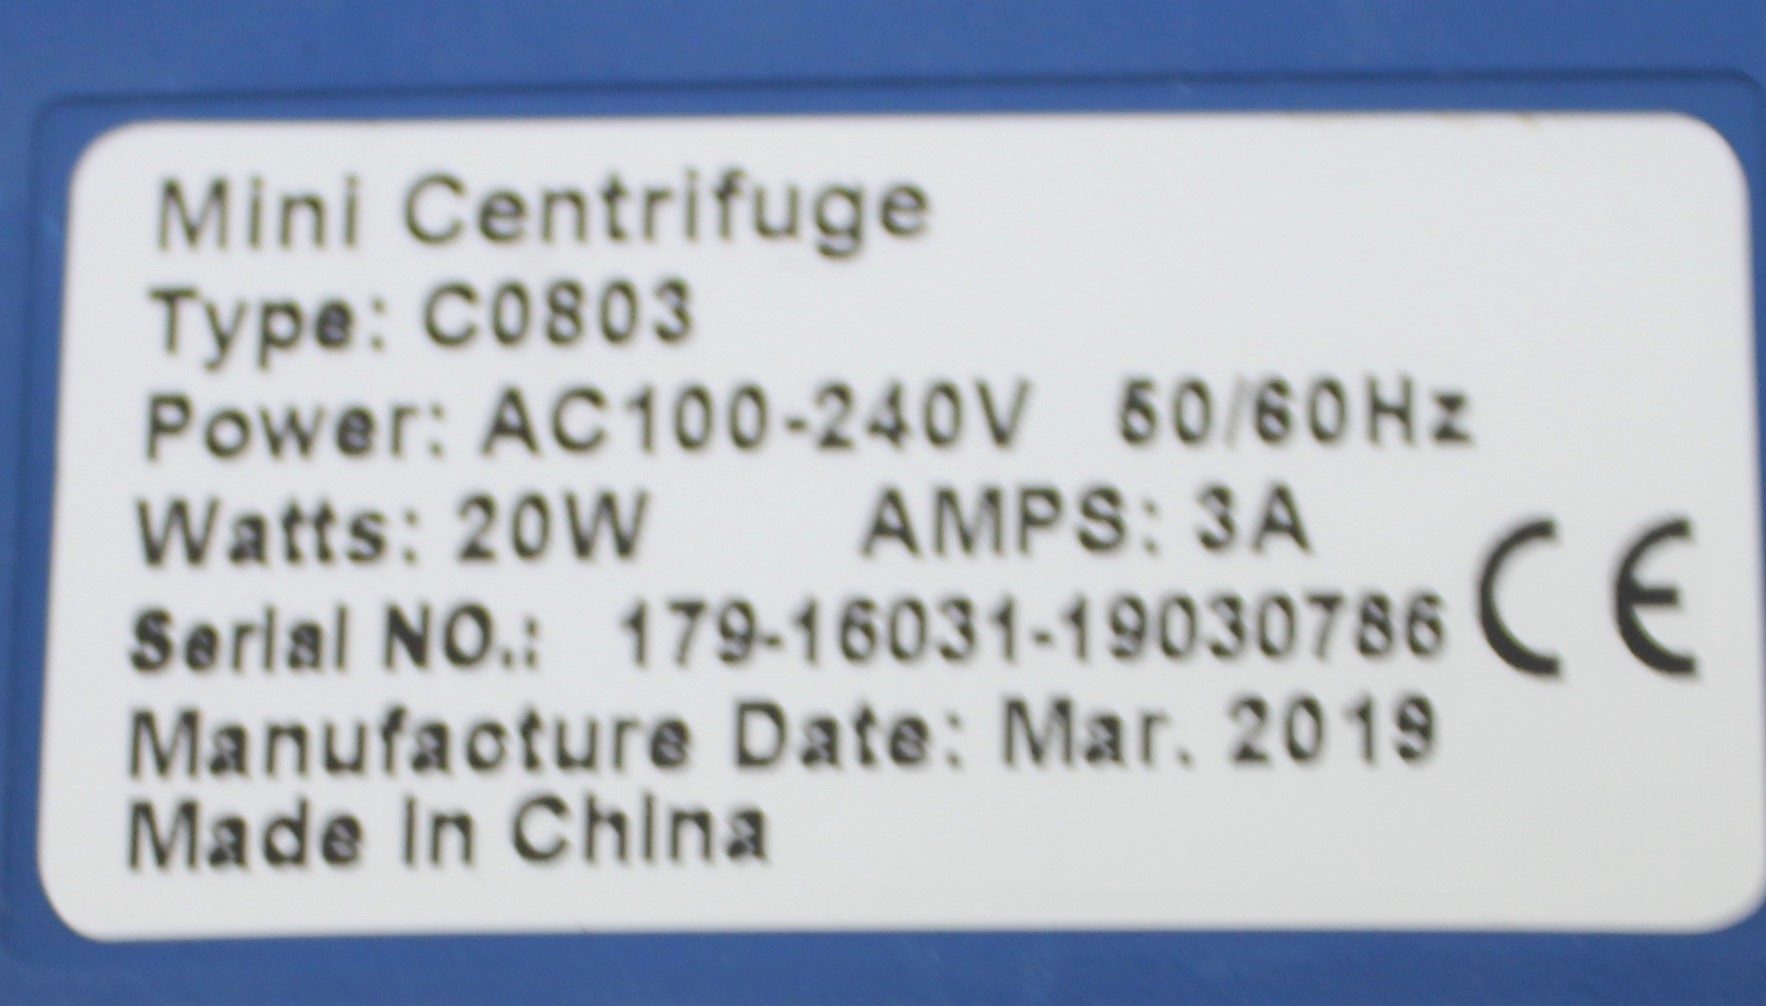 Mini Centrifuge
Type: C0803
Power: AC100-240V 50/60Hz
Watts: 20W AMPS: 3A
Serial NO.: 179-16031-19030786
CE
Manufacture Date: Mar. 2019
Made In China